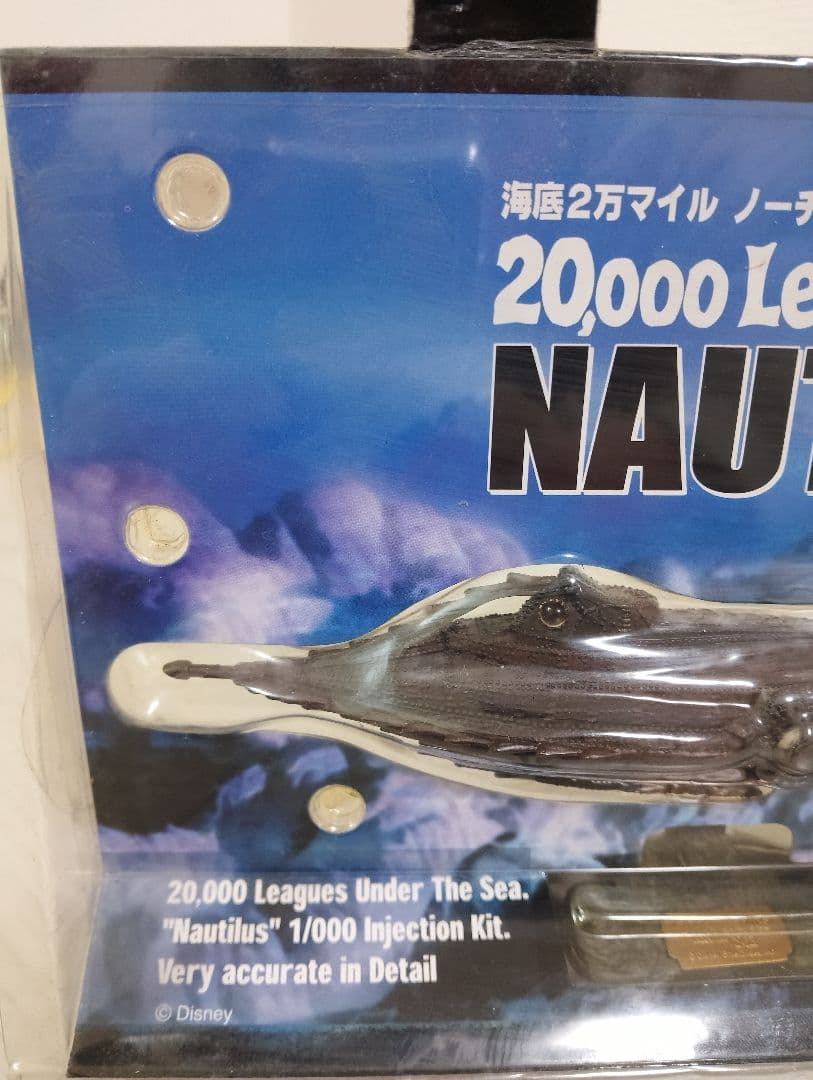 海底2万マイル ノーチ
20,000 Le
NAUT
20,000 Leagues Under The Sea.
"Nautilus" 1/000 Injection Kit.
Very accurate in Detail
© Disney